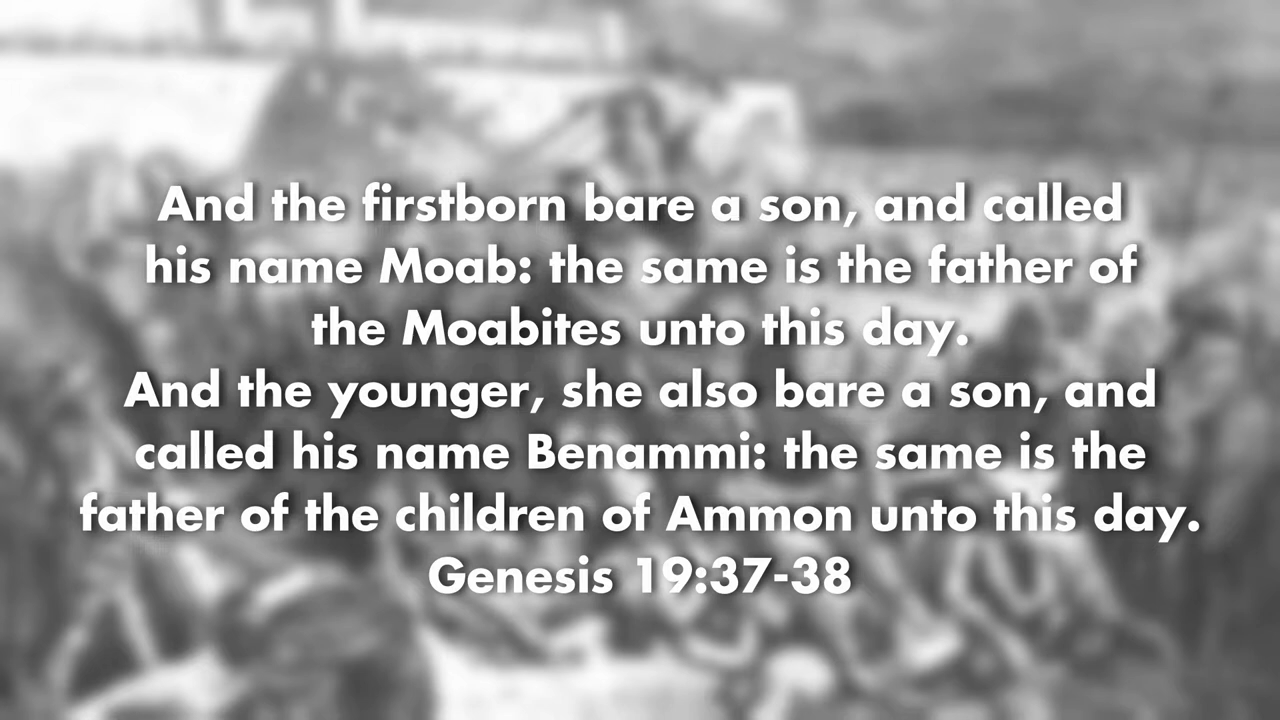 And the firstborn bare a son, and called
his name Moab: the same is the father of
the Moabites unto this day.
And the younger, she also bare a son, and
called his name Benammi: the same is the
father of the children of Ammon unto this day.
Genesis 19:37-38